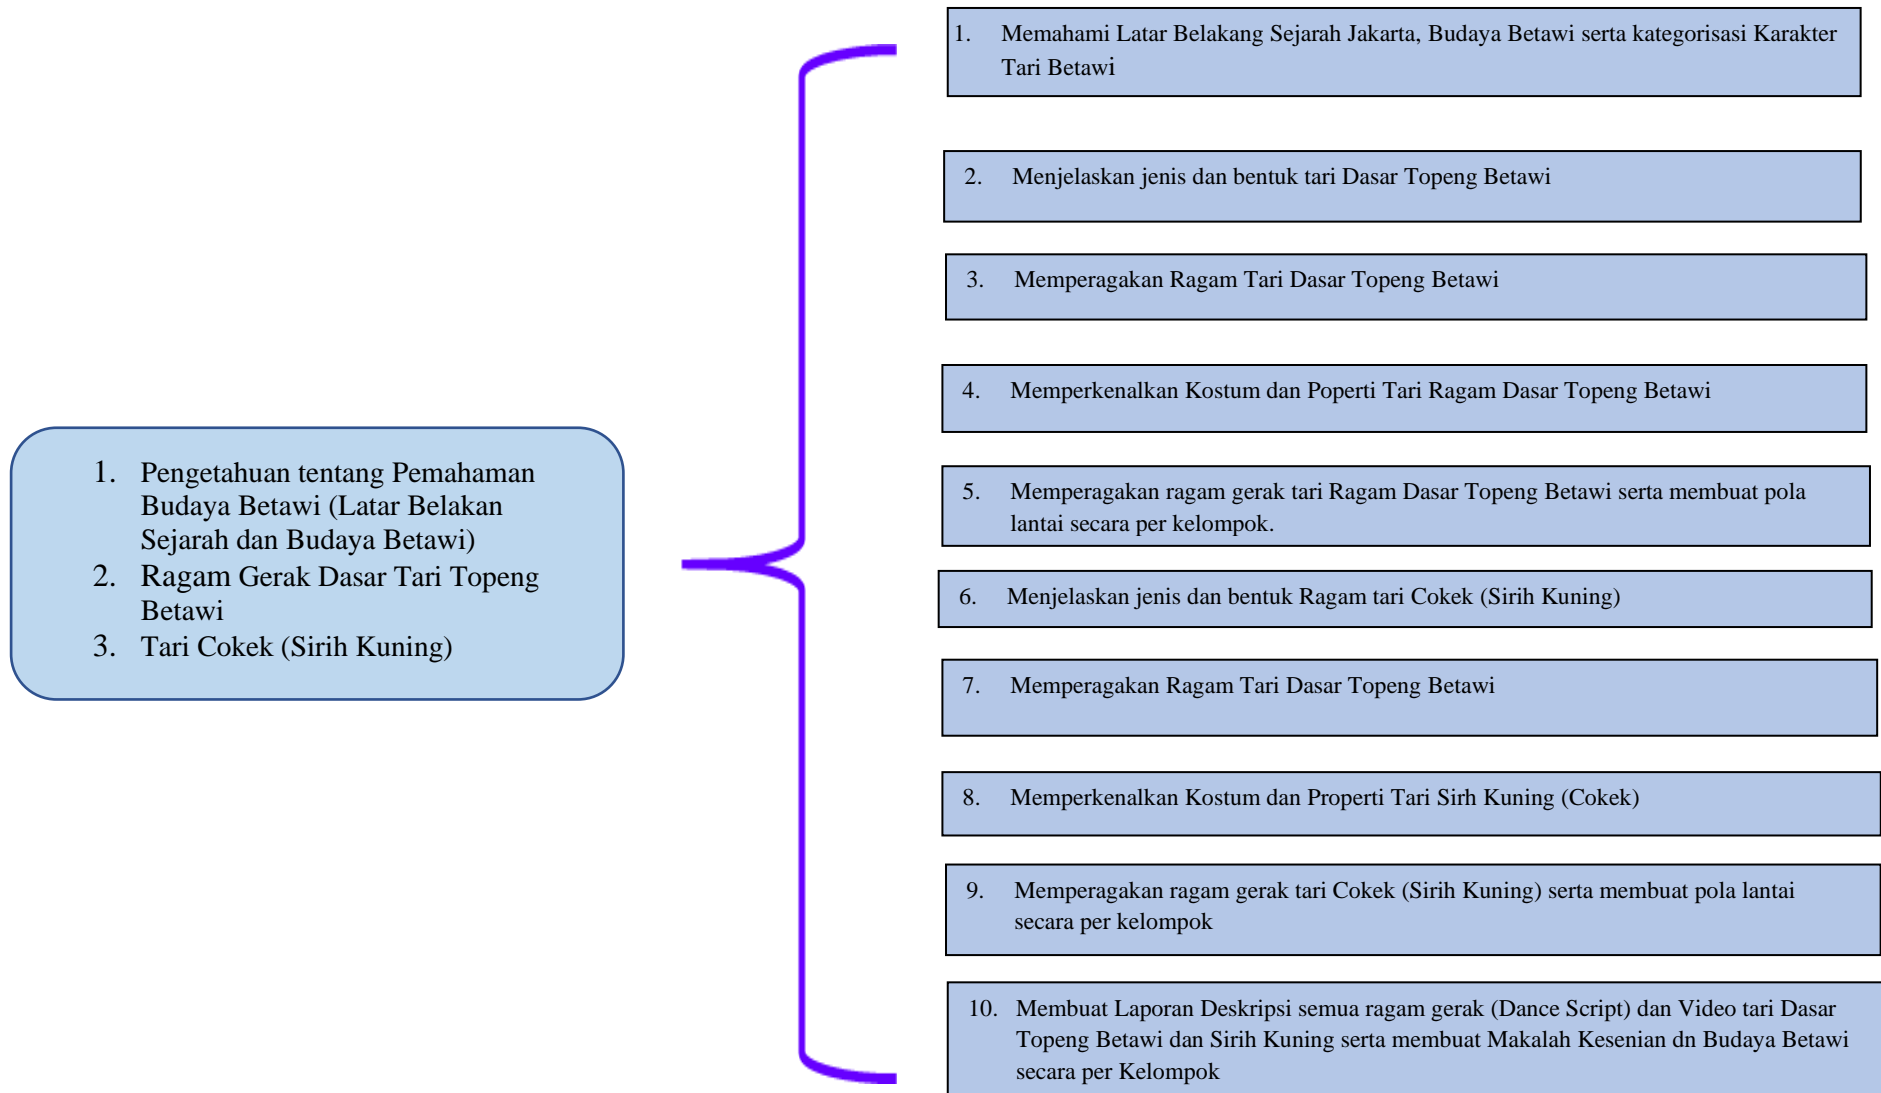 1. Pengetahuan tentang Pemahaman
Budaya Betawi (Latar Belakan
Sejarah dan Budaya Betawi)
2. Ragam Gerak Dasar Tari Topeng
Betawi
3. Tari Cokek (Sirih Kuning)
1. Memahami Latar Belakang Sejarah Jakarta, Budaya Betawi serta kategorisasi Karakter
Tari Betawi
2. Menjelaskan jenis dan bentuk tari Dasar Topeng Betawi
3. Memperagakan Ragam Tari Dasar Topeng Betawi
4. Memperkenalkan Kostum dan Poperti Tari Ragam Dasar Topeng Betawi
5. Memperagakan ragam gerak tari Ragam Dasar Topeng Betawi serta membuat pola
lantai secara per kelompok.
6. Menjelaskan jenis dan bentuk Ragam tari Cokek (Sirih Kuning)
7. Memperagakan Ragam Tari Dasar Topeng Betawi
8. Memperkenalkan Kostum dan Properti Tari Sirh Kuning (Cokek)
9. Memperagakan ragam gerak tari Cokek (Sirih Kuning) serta membuat pola lantai
secara per kelompok
10. Membuat Laporan Deskripsi semua ragam gerak (Dance Script) dan Video tari Dasar
Topeng Betawi dan Sirih Kuning serta membuat Makalah Kesenian dn Budaya Betawi
secara per Kelompok